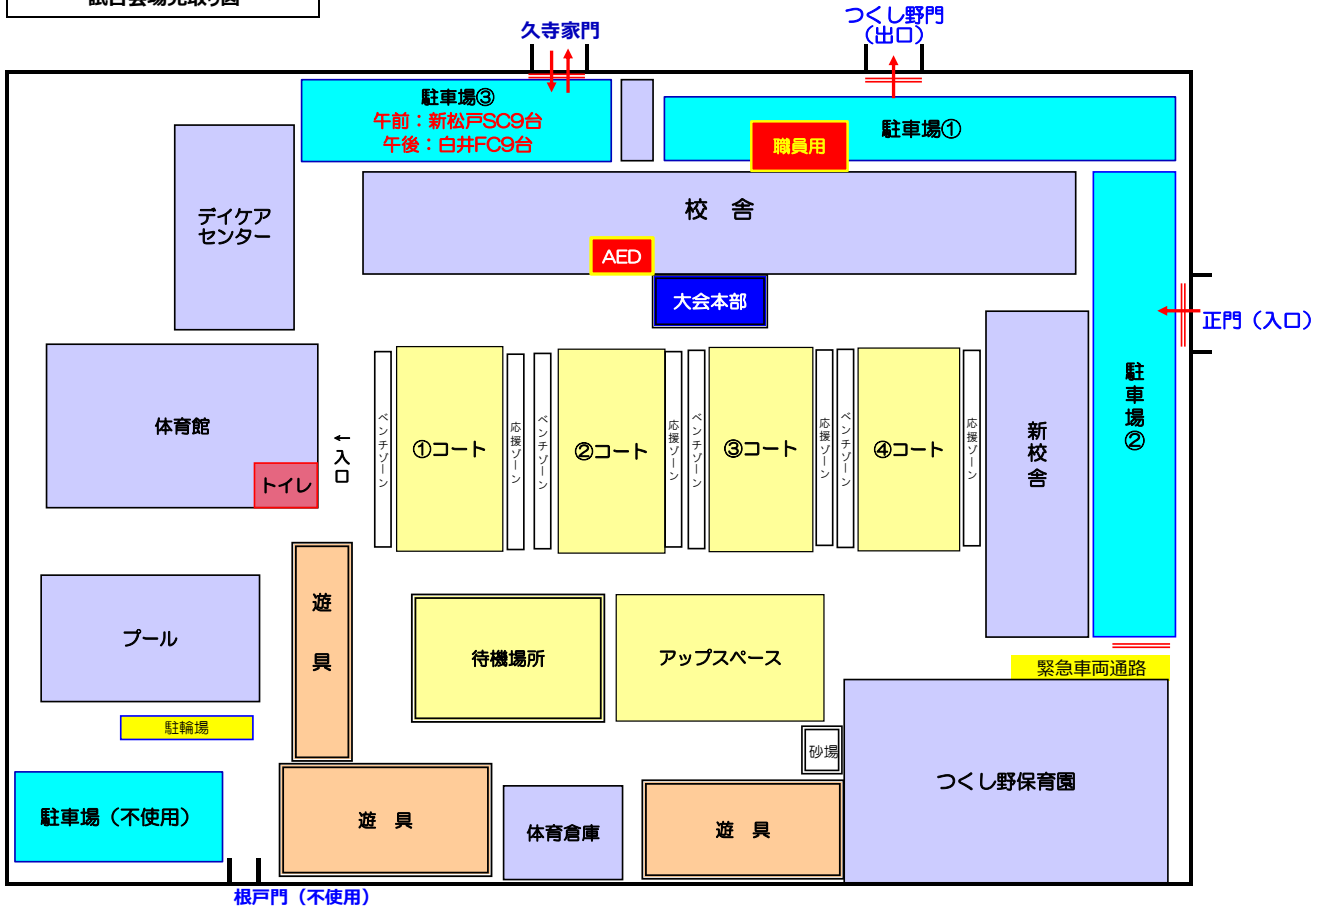 試合会場見取り図
久寺家門
つくし野門
（出口）
駐車場③
午前：新松戸SC9台
午後：白井FC9台
駐車場①
職員用
デイケア
センター
校　舎
AED
大会本部
正門（入口）
駐車場②
体育館
トイレ
←入口
ベンチゾーン
①コート
応援ゾーン
ベンチゾーン
②コート
応援ゾーン
ベンチゾーン
③コート
応援ゾーン
ベンチゾーン
④コート
応援ゾーン
新校舎
遊　具
プール
待機場所
アップスペース
緊急車両通路
駐輪場
砂場
駐車場（不使用）
遊　具
体育倉庫
遊　具
つくし野保育園
根戸門（不使用）